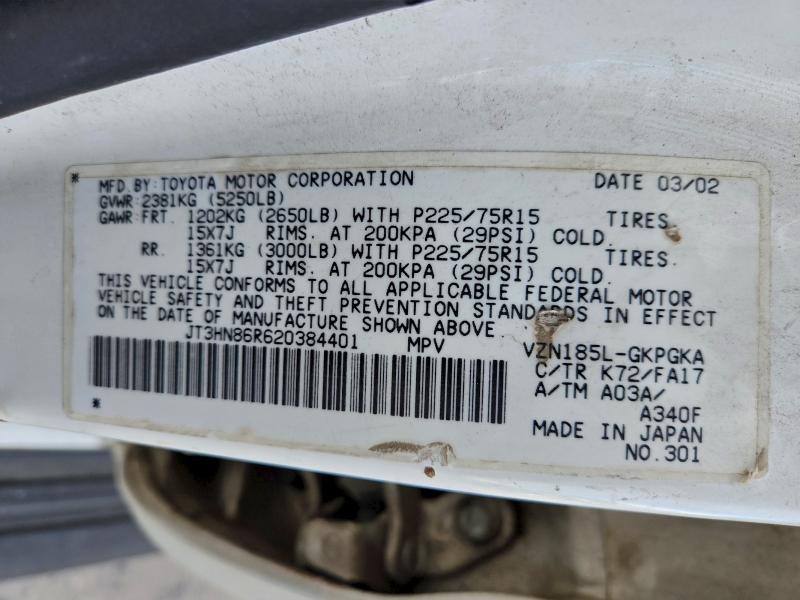 * MFD. BY: TOYOTA MOTOR CORPORATION DATE 03/02
GVWR: 2381KG (5250LB)
GAWR: FRT. 1202KG (2650LB) WITH P225/75R15 TIRES,
15X7J RIMS. AT 200KPA (29PSI) COLD.
RR. 1361KG (3000LB) WITH P225/75R15 TIRES,
15X7J RIMS. AT 200KPA (29PSI) COLD.
THIS VEHICLE CONFORMS TO ALL APPLICABLE FEDERAL MOTOR
VEHICLE SAFETY AND THEFT PREVENTION STANDARDS IN EFFECT
ON THE DATE OF MANUFACTURE SHOWN ABOVE.
JT3HN86R620384401 MPV VZN185L-GKPGKA
C/TR K72/FA17
A/TM A03A/
* A340F
MADE IN JAPAN
NO.301